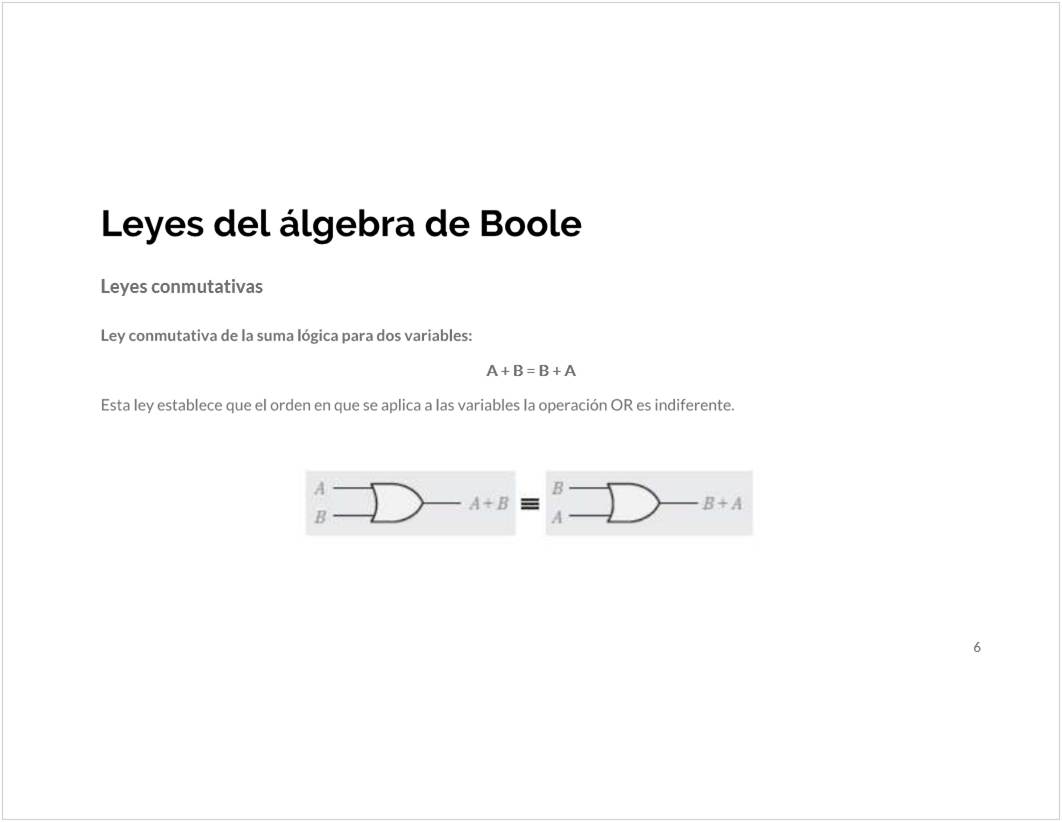 Leyes del álgebra de Boole
Leyes conmutativas
Ley conmutativa de la suma lógica para dos variables:
A + B = B + A
Esta ley establece que el orden en que se aplica a las variables la operación OR es indiferente.
A
B
A + B
≡
B
A
B + A
6